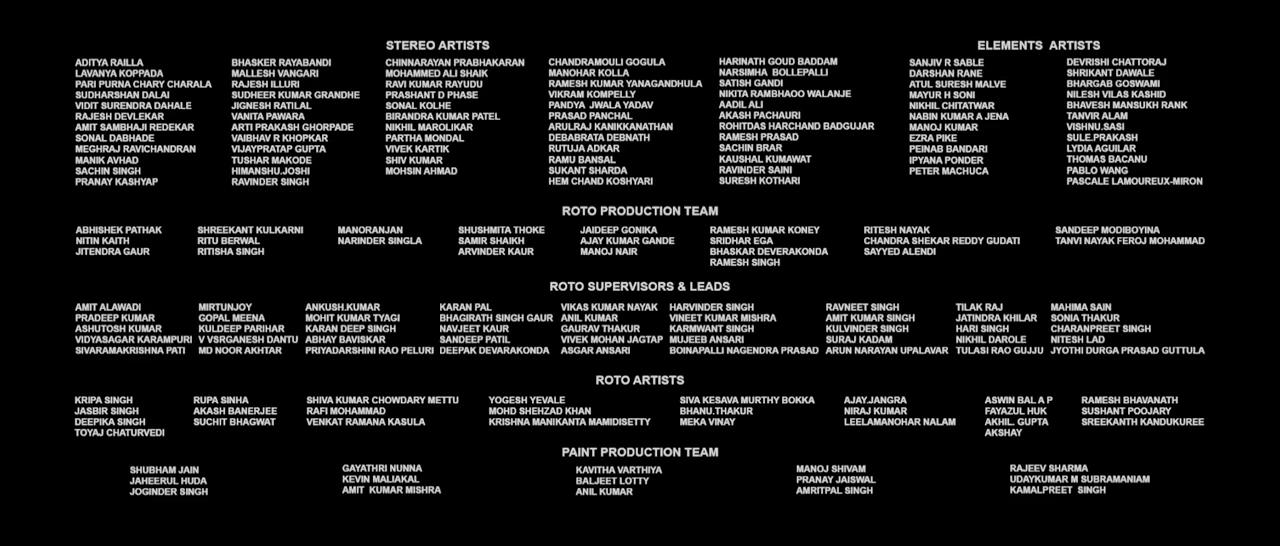 STEREO ARTISTS
ADITYA RAILLA
LAVANYA KOPPADA
PARI PURNA CHARY CHARALA
SUDHARSHAN DALAI
VIDIT SURENDRA DAHALE
RAJESH DEVLEKAR
AMIT SAMBHAJI REDEKAR
SONAL DABHADE
MEGHRAJ RAVICHANDRAN
MANIK AVHAD
SACHIN SINGH
PRANAY KASHYAP
BHASKER RAYABANDI
MALLESH VANGARI
RAJESH ILLURI
SUDHEER KUMAR GRANDHE
JIGNESH RATILAL
VANITA PAWARA
ARTI PRAKASH GHORPADE
VAIBHAV R KHOPKAR
VIJAYPRATAP GUPTA
TUSHAR MAKODE
HIMANSHU.JOSHI
RAVINDER SINGH
CHINNARAYAN PRABHAKARAN
MOHAMMED ALI SHAIK
RAVI KUMAR RAYUDU
PRASHANT D PHASE
SONAL KOLHE
BIRANDRA KUMAR PATEL
NIKHIL MAROLIKAR
PARTHA MONDAL
VIVEK KARTIK
SHIV KUMAR
MOHSIN AHMAD
CHANDRAMOULI GOGULA
MANOHAR KOLLA
RAMESH KUMAR YANAGANDHULA
VIKRAM KOMPELLY
PANDYA JWALA YADAV
PRASAD PANCHAL
ARULRAJ KANIKKANATHAN
DEBABRATA DEBNATH
RUTUJA ADKAR
RAMU BANSAL
SUKANT SHARDA
HEM CHAND KOSHYARI
HARINATH GOUD BADDAM
NARSIMHA BOLLEPALLI
SATISH GANDI
NIKITA RAMBHAOO WALANJE
AADIL ALI
AKASH PACHAURI
ROHITDAS HARCHAND BADGUJAR
RAMESH PRASAD
SACHIN BRAR
KAUSHAL KUMAWAT
RAVINDER SAINI
SURESH KOTHARI
ELEMENTS ARTISTS
SANJIV R SABLE
DARSHAN RANE
ATUL SURESH MALVE
MAYUR H SONI
NIKHIL CHITATWAR
NABIN KUMAR A JENA
MANOJ KUMAR
EZRA PIKE
PEINAB BANDARI
IPYANA PONDER
PETER MACHUCA
DEVRISHI CHATTORAJ
SHRIKANT DAWALE
BHARGAB GOSWAMI
NILESH VILAS KASHID
BHAVESH MANSUKH RANK
TANVIR ALAM
VISHNU.SASI
SULE.PRAKASH
LYDIA AGUILAR
THOMAS BACANU
PABLO WANG
PASCALE LAMOUREUX-MIRON
ROTO PRODUCTION TEAM
ABHISHEK PATHAK
NITIN KAITH
JITENDRA GAUR
SHREEKANT KULKARNI
RITU BERWAL
RITISHA SINGH
MANORANJAN
NARINDER SINGLA
SHUSHMITA THOKE
SAMIR SHAIKH
ARVINDER KAUR
JAIDEEP GONIKA
AJAY KUMAR GANDE
MANOJ NAIR
RAMESH KUMAR KONEY
SRIDHAR EGA
BHASKAR DEVERAKONDA
RAMESH SINGH
RITESH NAYAK
CHANDRA SHEKAR REDDY GUDATI
SAYYED ALENDI
SANDEEP MODIBOYINA
TANVI NAYAK FEROJ MOHAMMAD
ROTO SUPERVISORS & LEADS
AMIT ALAWADI
PRADEEP KUMAR
ASHUTOSH KUMAR
VIDYASAGAR KARAMPURI
SIVARAMAKRISHNA PATI
MIRTUNJOY
GOPAL MEENA
KULDEEP PARIHAR
V VSRGANESH DANTU
MD NOOR AKHTAR
ANKUSH.KUMAR
MOHIT KUMAR TYAGI
KARAN DEEP SINGH
ABHAY BAVISKAR
PRIYADARSHINI RAO PELURI
KARAN PAL
BHAGIRATH SINGH GAUR
NAVJEET KAUR
SANDEEP PATIL
DEEPAK DEVARAKONDA
VIKAS KUMAR NAYAK
ANIL KUMAR
GAURAV THAKUR
VIVEK MOHAN JAGTAP
ASGAR ANSARI
HARVINDER SINGH
VINEET KUMAR MISHRA
KARMWANT SINGH
MUJEEB ANSARI
BOINAPALLI NAGENDRA PRASAD
RAVNEET SINGH
AMIT KUMAR SINGH
KULVINDER SINGH
SURAJ KADAM
ARUN NARAYAN UPALAVAR
TILAK RAJ
JATINDRA KHILAR
HARI SINGH
NIKHIL DAROLE
TULASI RAO GUJJU
MAHIMA SAIN
SONIA THAKUR
CHARANPREET SINGH
NITESH LAD
JYOTHI DURGA PRASAD GUTTULA
ROTO ARTISTS
KRIPA SINGH
JASBIR SINGH
DEEPIKA SINGH
TOYAJ CHATURVEDI
RUPA SINHA
AKASH BANERJEE
SUCHIT BHAGWAT
SHIVA KUMAR CHOWDARY METTU
RAFI MOHAMMAD
VENKAT RAMANA KASULA
YOGESH YEVALE
MOHD SHEHZAD KHAN
KRISHNA MANIKANTA MAMIDISETTY
SIVA KESAVA MURTHY BOKKA
BHANU.THAKUR
MEKA VINAY
AJAY.JANGRA
NIRAJ KUMAR
LEELAMANOHAR NALAM
ASWIN BAL A P
FAYAZUL HUK
AKHIL. GUPTA
AKSHAY
RAMESH BHAVANATH
SUSHANT POOJARY
SREEKANTH KANDUKUREE
PAINT PRODUCTION TEAM
SHUBHAM JAIN
JAHEERUL HUDA
JOGINDER SINGH
GAYATHRI NUNNA
KEVIN MALIAKAL
AMIT KUMAR MISHRA
KAVITHA VARTHIYA
BALJEET LOTTY
ANIL KUMAR
MANOJ SHIVAM
PRANAY JAISWAL
AMRITPAL SINGH
RAJEEV SHARMA
UDAYKUMAR M SUBRAMANIAM
KAMALPREET SINGH